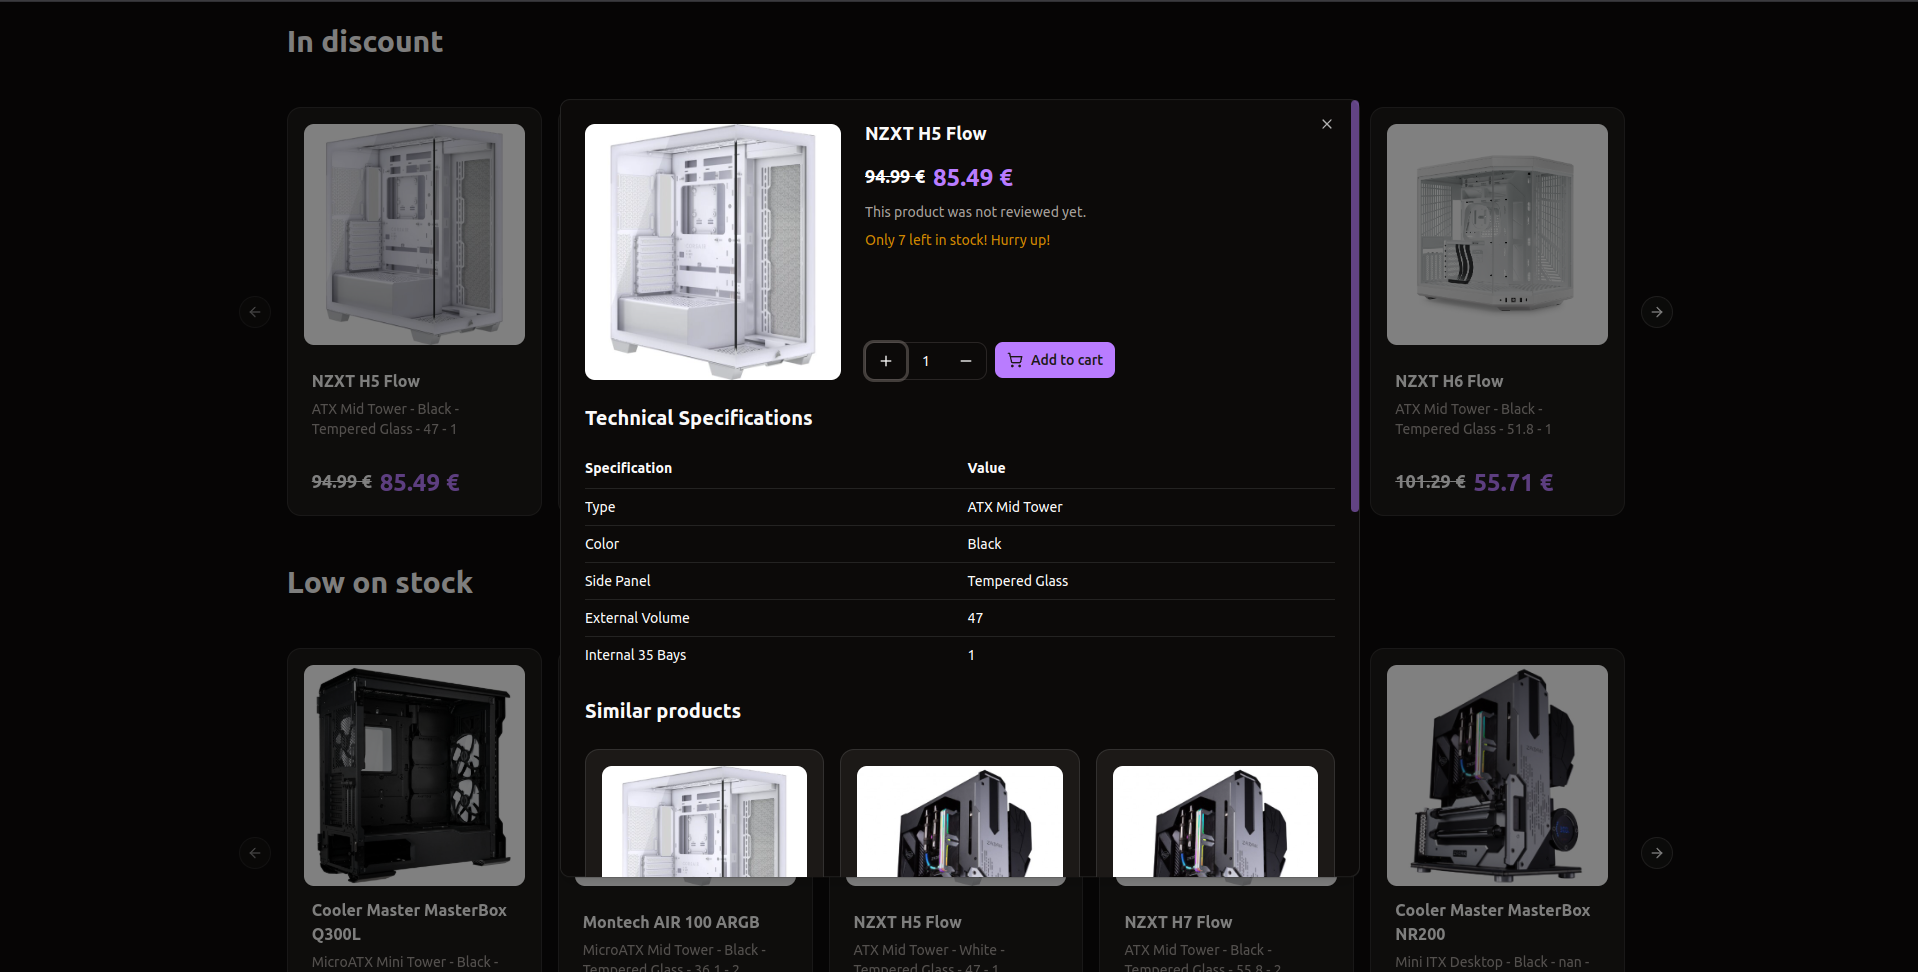 In discount
NZXT H5 Flow
ATX Mid Tower - Black -
Tempered Glass - 47 - 1
94.99 € 85.49 €
NZXT H5 Flow
94.99 € 85.49 €
This product was not reviewed yet.
Only 7 left in stock! Hurry up!
+ 1 −
Add to cart
Technical Specifications
Specification Value
Type ATX Mid Tower
Color Black
Side Panel Tempered Glass
External Volume 47
Internal 35 Bays 1
Similar products
NZXT H6 Flow
ATX Mid Tower - Black -
Tempered Glass - 51.8 - 1
101.29 € 55.71 €
Low on stock
Cooler Master MasterBox
Q300L
MicroATX Mini Tower - Black -
Montech AIR 100 ARGB
MicroATX Mid Tower - Black -
Tempered Glass - 36.1 - 2
NZXT H5 Flow
ATX Mid Tower - White -
Tempered Glass - 47 - 1
NZXT H7 Flow
ATX Mid Tower - Black -
Tempered Glass - 55.8 - 2
Cooler Master MasterBox
NR200
Mini ITX Desktop - Black - nan -